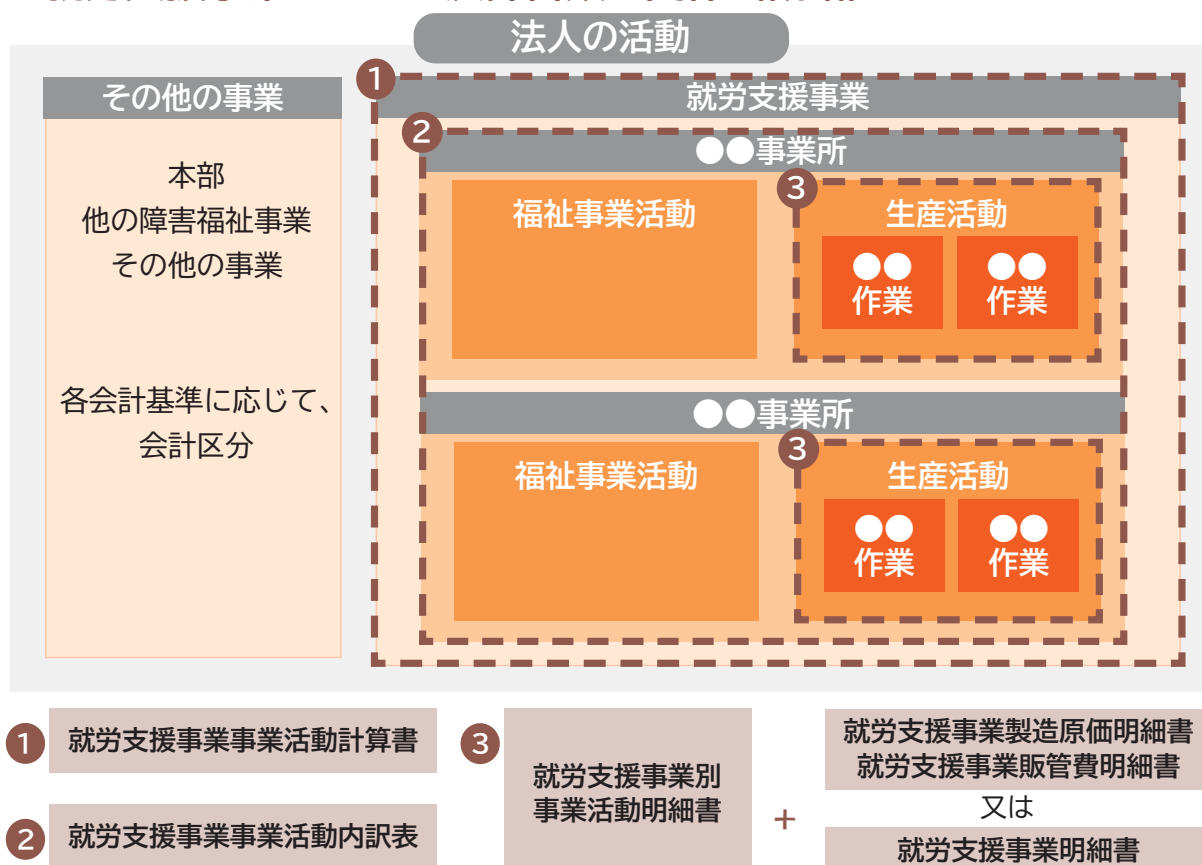 法人の活動
その他の事業
本部
他の障害福祉事業
その他の事業
各会計基準に応じて、
会計区分
1
就労支援事業
2
●●事業所
福祉事業活動
3
生産活動
●●
作業
●●
作業
●●事業所
福祉事業活動
3
生産活動
●●
作業
●●
作業
1 就労支援事業事業活動計算書
2 就労支援事業事業活動内訳表
3
就労支援事業別
事業活動明細書
+
就労支援事業製造原価明細書
就労支援事業販管費明細書
又は
就労支援事業明細書